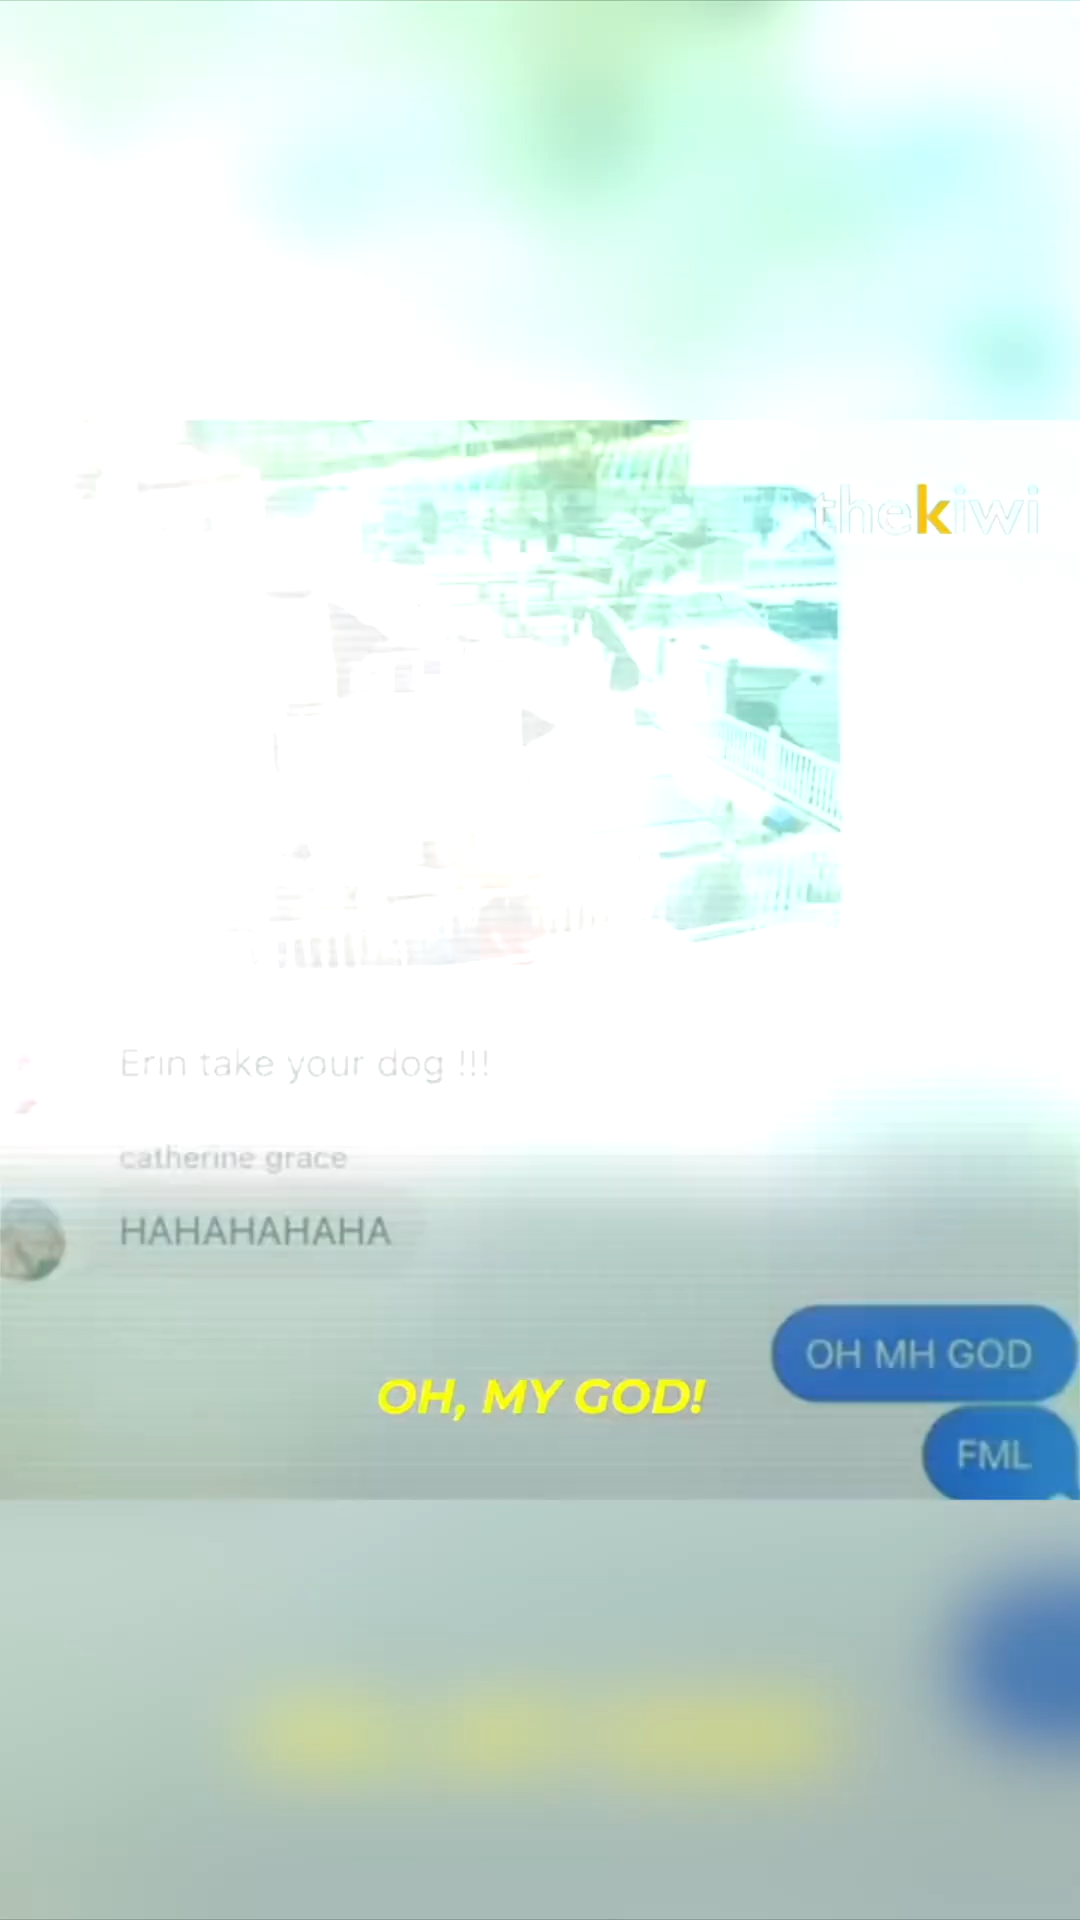 thekiwi
Erin take your dog !!!
catherine grace
HAHAHAHAHA
OH MH GOD
OH, MY GOD!
FML